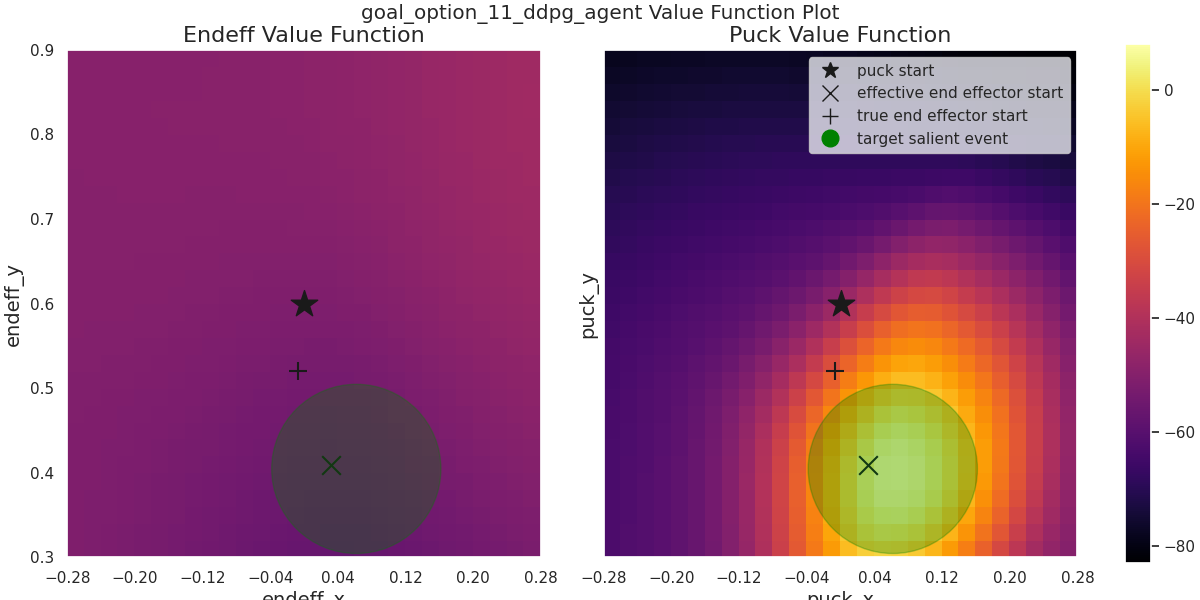 goal_option_11_ddpg_agent Value Function Plot
Endeff Value Function
Puck Value Function
0.9
0.8
0.7
0.6
0.5
0.4
0.3
endeff_y
−0.28 −0.20 −0.12 −0.04 0.04 0.12 0.20 0.28
endeff_x
puck_y
puck start
effective end effector start
true end effector start
target salient event
−0.28 −0.20 −0.12 −0.04 0.04 0.12 0.20 0.28
puck_x
0
−20
−40
−60
−80